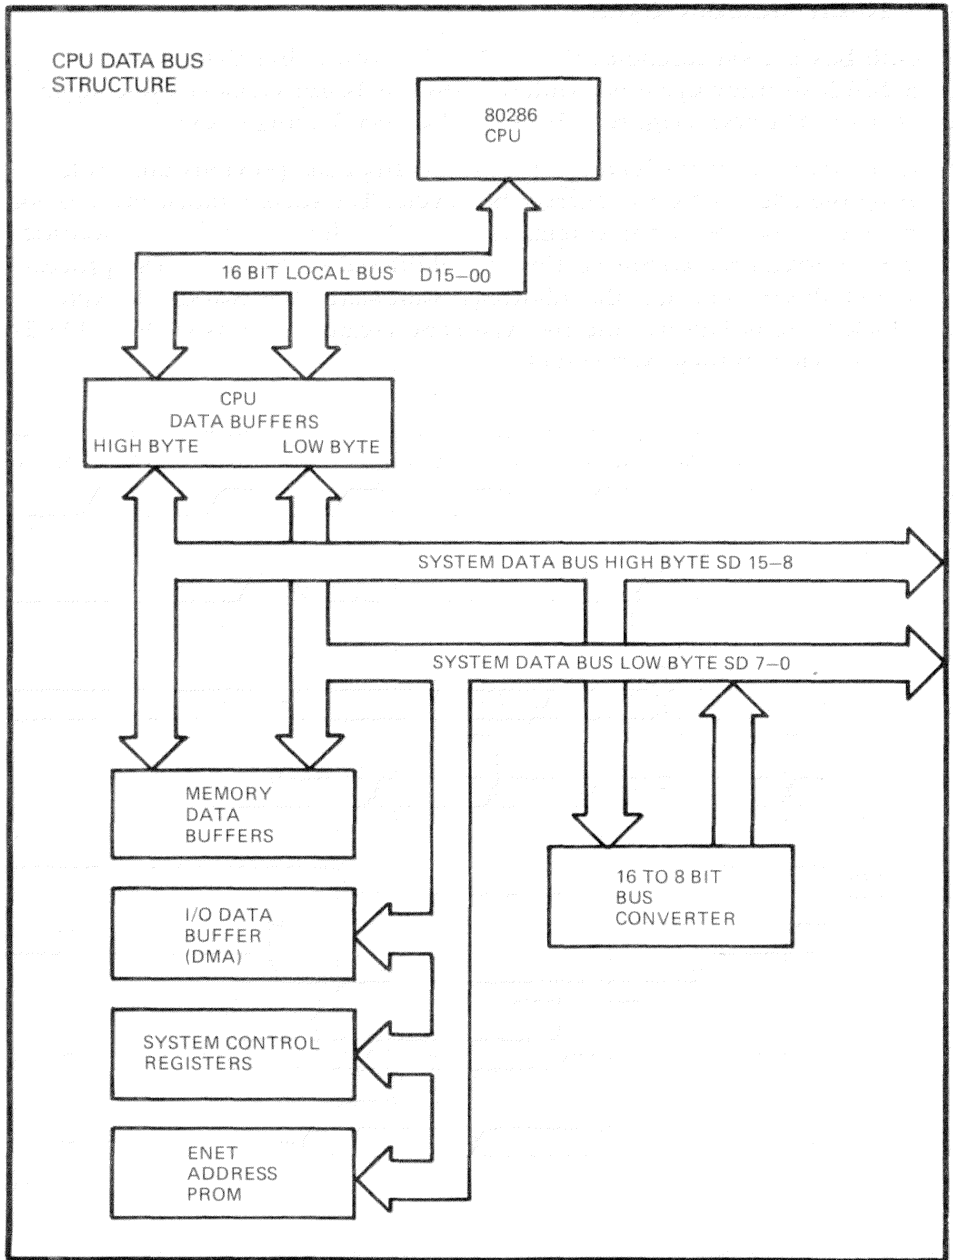 CPU DATA BUS
STRUCTURE
80286
CPU
16 BIT LOCAL BUS D15–00
CPU
DATA BUFFERS
HIGH BYTE LOW BYTE
SYSTEM DATA BUS HIGH BYTE SD 15–8
SYSTEM DATA BUS LOW BYTE SD 7–0
MEMORY
DATA
BUFFERS
16 TO 8 BIT
BUS
CONVERTER
I/O DATA
BUFFER
(DMA)
SYSTEM CONTROL
REGISTERS
ENET
ADDRESS
PROM